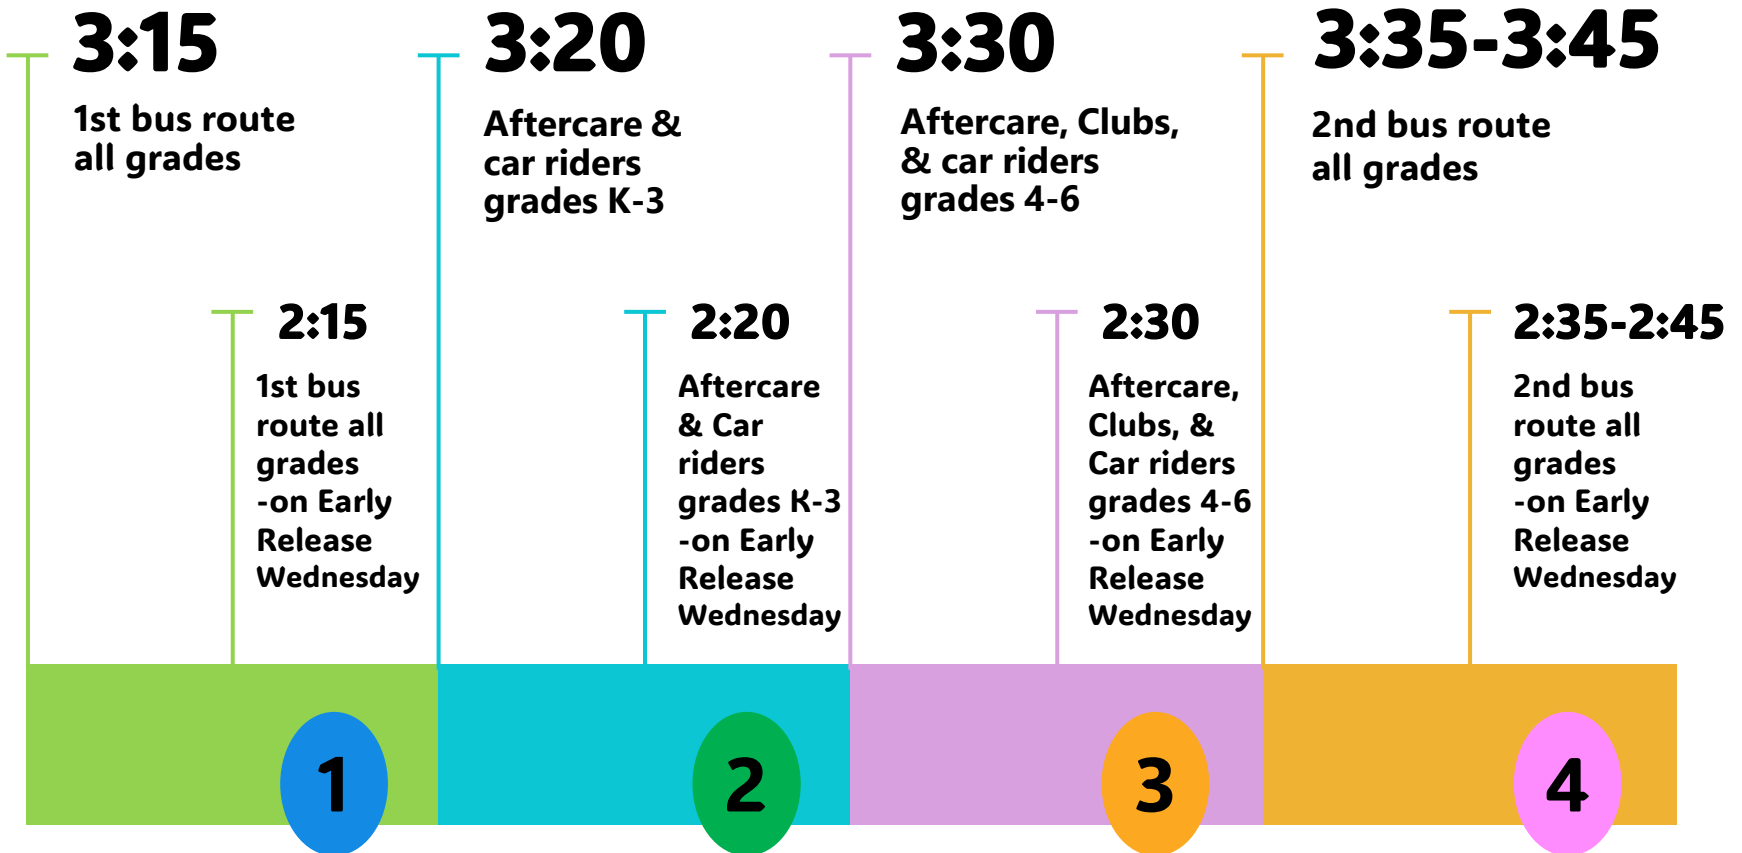 3:15
1st bus route
all grades
3:20
Aftercare &
car riders
grades K-3
3:30
Aftercare, Clubs,
& car riders
grades 4-6
3:35-3:45
2nd bus route
all grades
2:15
1st bus
route all
grades
-on Early
Release
Wednesday
2:20
Aftercare
& Car
riders
grades K-3
-on Early
Release
Wednesday
2:30
Aftercare,
Clubs, &
Car riders
grades 4-6
-on Early
Release
Wednesday
2:35-2:45
2nd bus
route all
grades
-on Early
Release
Wednesday
1
2
3
4